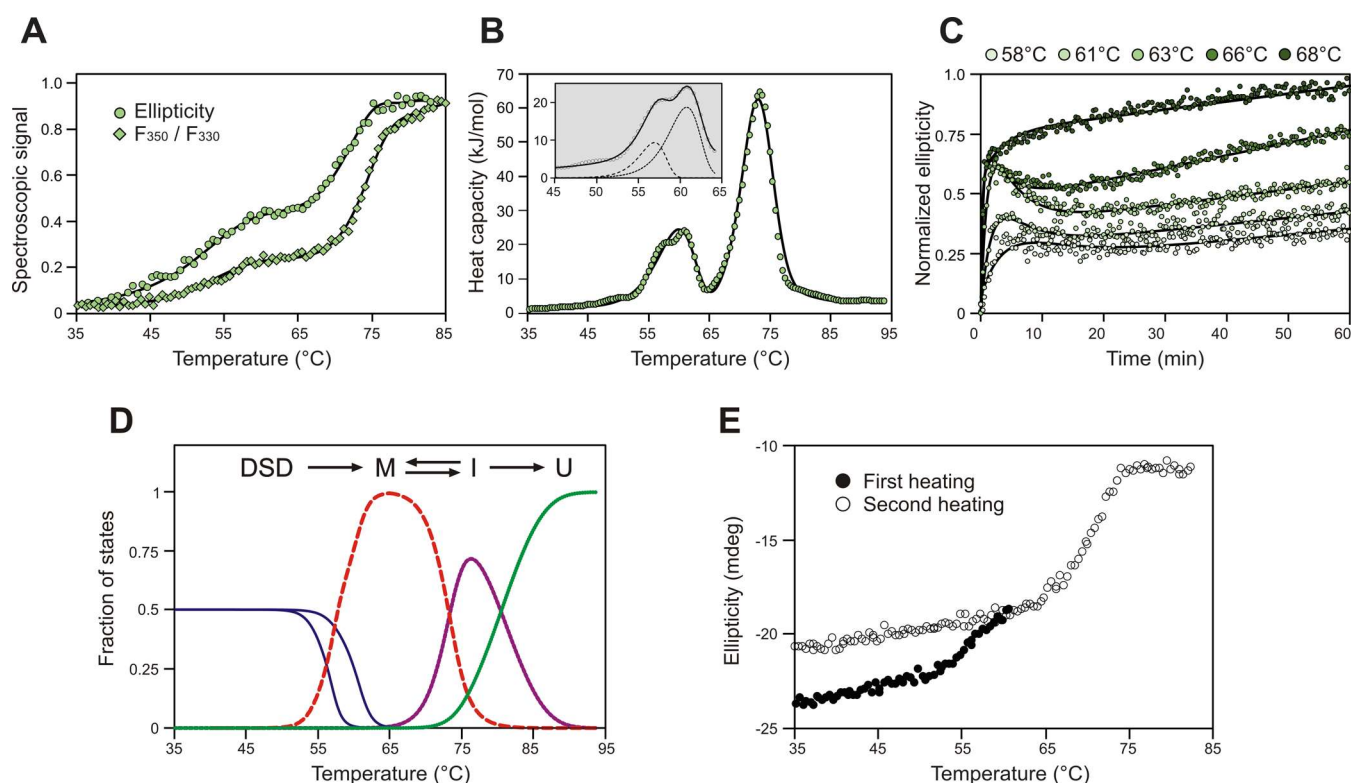 A
Spectroscopic signal
1.0
0.8
0.6
0.4
0.2
0
Ellipticity
F350 / F330
35 45 55 65 75 85
Temperature (°C)
B
Heat capacity (kJ/mol)
70
60
50
40
30
20
10
0
20
10
0
45 50 55 60 65
35 45 55 65 75 85 95
Temperature (°C)
C
58°C 61°C 63°C 66°C 68°C
Normalized ellipticity
1.0
0.75
0.5
0.25
0
0 10 20 30 40 50 60
Time (min)
D
DSD M I U
Fraction of states
1
0.75
0.5
0.25
0
35 45 55 65 75 85 95
Temperature (°C)
E
First heating
Second heating
Ellipticity (mdeg)
-10
-15
-20
-25
35 45 55 65 75 85
Temperature (°C)